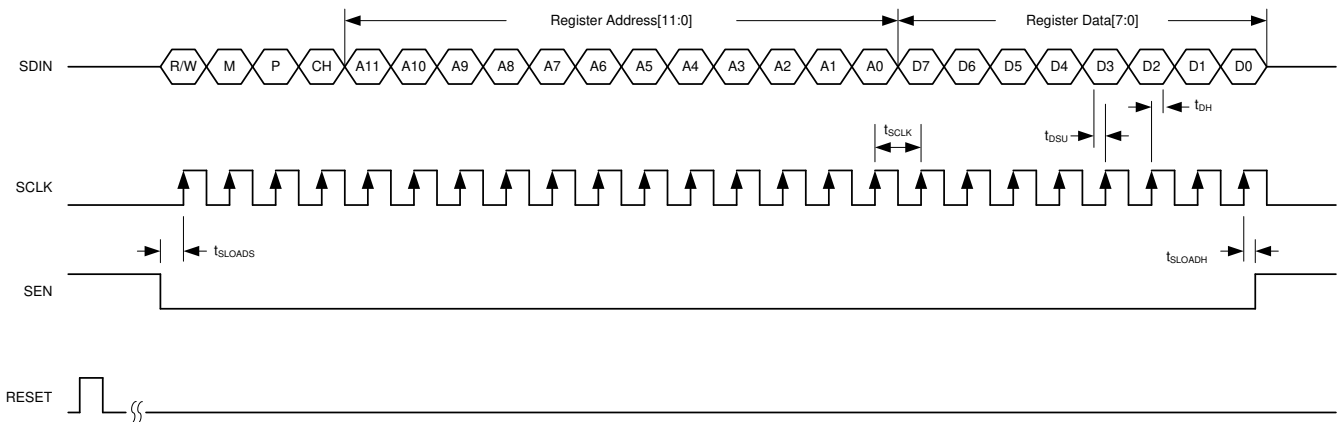 Register Address[11:0] Register Data[7:0]
SDIN R/W M P CH A11 A10 A9 A8 A7 A6 A5 A4 A3 A2 A1 A0 D7 D6 D5 D4 D3 D2 D1 D0
tDH
tSCLK tDSU
SCLK
tSLOADS tSLOADH
SEN
RESET